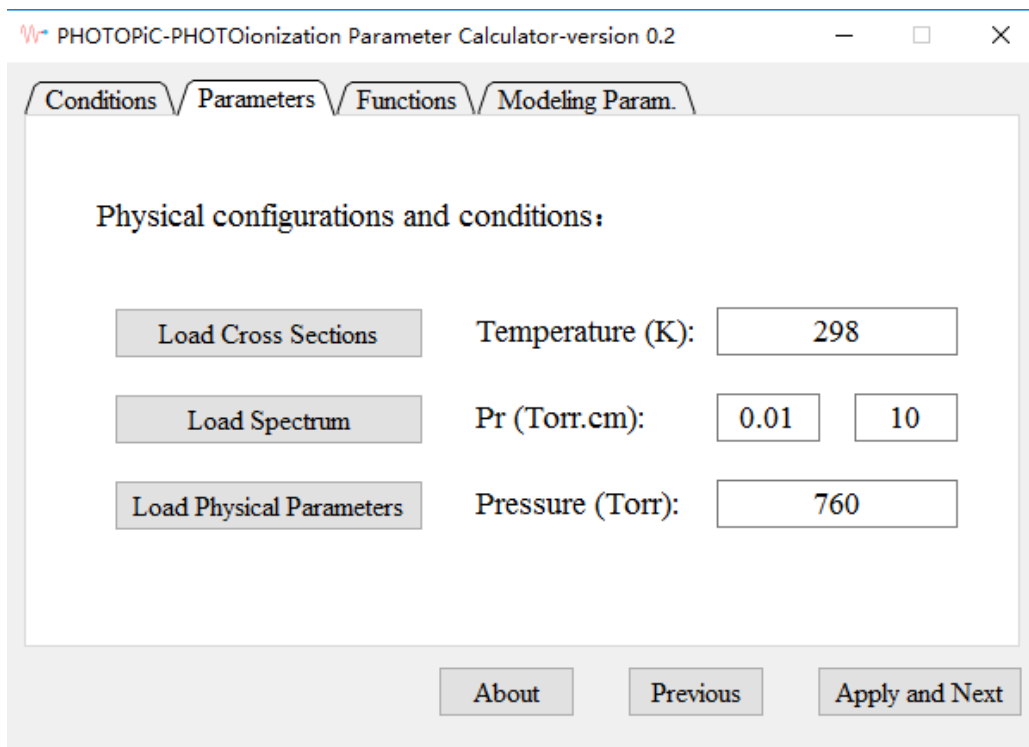 PHOTOPiC-PHOTOionization Parameter Calculator-version 0.2
Conditions Parameters Functions Modeling Param.
Physical configurations and conditions：
Load Cross Sections Temperature (K): 298
Load Spectrum Pr (Torr.cm): 0.01 10
Load Physical Parameters Pressure (Torr): 760
About Previous Apply and Next